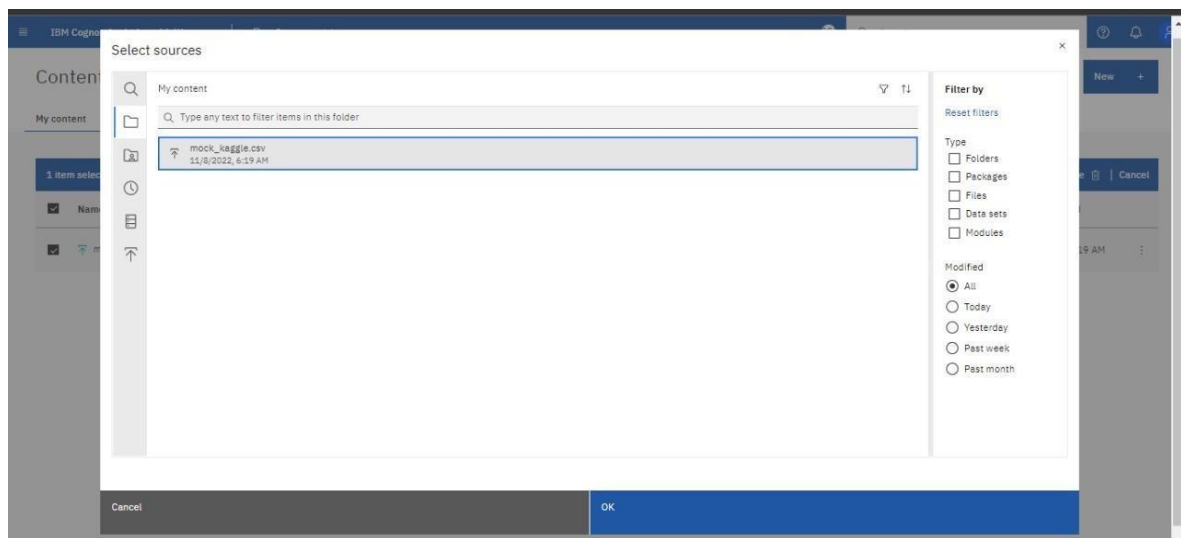 IBM Cogno
Select sources
Conten
New +
My content
My content
Filter by
Reset filters
Type any text to filter items in this folder
mock_kaggle.csv
11/8/2022, 6:19 AM
Type
Folders
Packages
Files
Data sets
Modules
1 item selec
Cancel
Nam
19 AM
Modified
All
Today
Yesterday
Past week
Past month
Cancel
OK